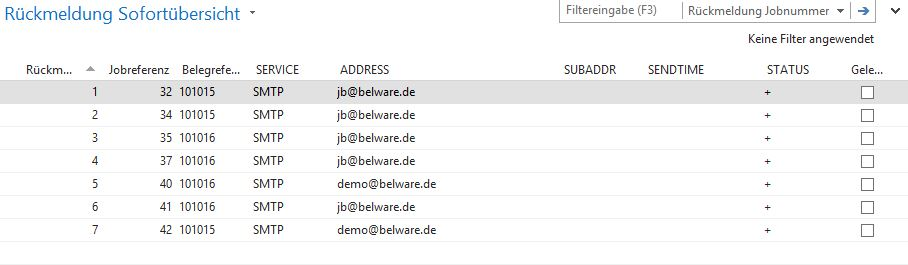 Rückmeldung Sofortübersicht
Filtereingabe (F3) Rückmeldung Jobnummer
Keine Filter angewendet
Rückm... Jobreferenz Belegrefe... SERVICE ADDRESS SUBADDR SENDTIME STATUS Gele...
1 32 101015 SMTP jb@belware.de +
2 34 101015 SMTP jb@belware.de +
3 35 101016 SMTP jb@belware.de +
4 37 101016 SMTP jb@belware.de +
5 40 101016 SMTP demo@belware.de +
6 41 101016 SMTP jb@belware.de +
7 42 101015 SMTP demo@belware.de +